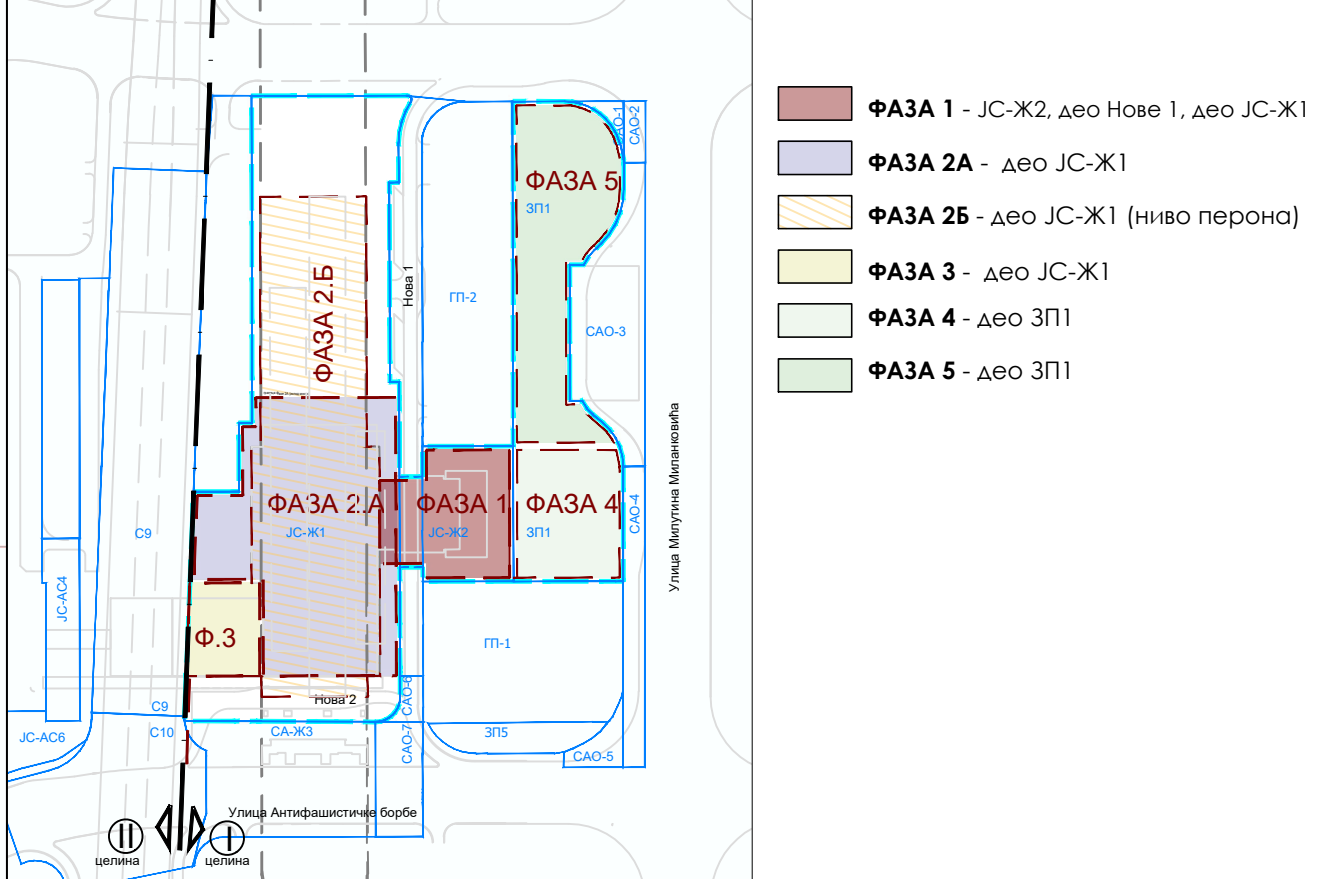 ФАЗА 1 - ЈС-Ж2, део Нове 1, део ЈС-Ж1
ФАЗА 2А - део ЈС-Ж1
ФАЗА 2Б - део ЈС-Ж1 (ниво перона)
ФАЗА 3 - део ЈС-Ж1
ФАЗА 4 - део ЗП1
ФАЗА 5 - део ЗП1
САО-1
САО-2
ФАЗА 5
ЗП1
ФАЗА 2.Б
Нова 1
ГП-2
САО-3
Улица Милутина Миланковића
ФАЗА 2.А
ЈС-Ж1
ФАЗА 1
ЈС-Ж2
ФАЗА 4
ЗП1
САО-4
С9
ЈС-АС4
Ф.3
ГП-1
САО-6
Нова 2
С9
С10
ЈС-АС6
СА-Ж3
САО-7
ЗП5
САО-5
Улица Антифашистичке борбе
II
целина
I
целина